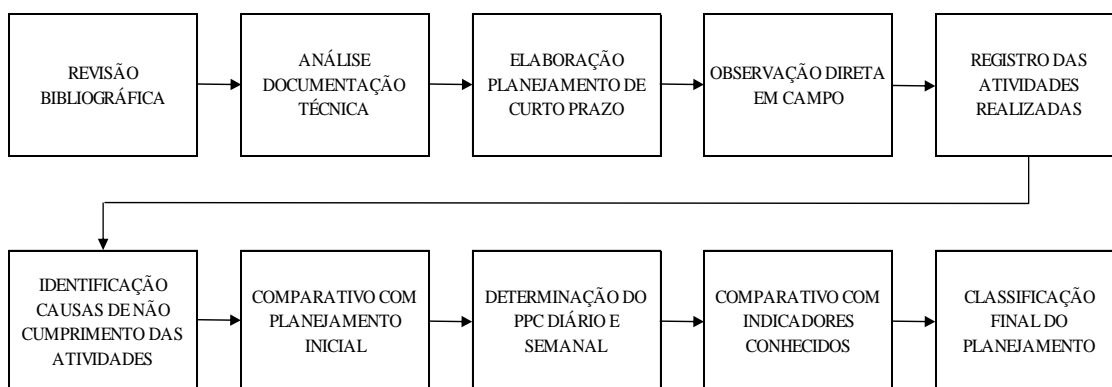 REVISÃO
BIBLIOGRÁFICA
ANÁLISE
DOCUMENTAÇÃO
TÉCNICA
ELABORAÇÃO
PLANEJAMENTO DE
CURTO PRAZO
OBSERVAÇÃO DIRETA
EM CAMPO
REGISTRO DAS
ATIVIDADES
REALIZADAS
IDENTIFICAÇÃO
CAUSAS DE NÃO
CUMPRIMENTO DAS
ATIVIDADES
COMPARATIVO COM
PLANEJAMENTO
INICIAL
DETERMINAÇÃO DO
PPC DIÁRIO E
SEMANAL
COMPARATIVO COM
INDICADORES
CONHECIDOS
CLASSIFICAÇÃO
FINAL DO
PLANEJAMENTO